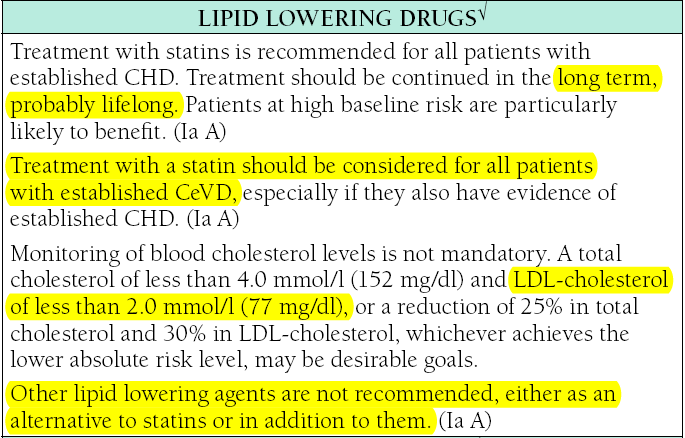 LIPID LOWERING DRUGS√
Treatment with statins is recommended for all patients with
established CHD. Treatment should be continued in the long term,
probably lifelong. Patients at high baseline risk are particularly
likely to benefit. (Ia A)
Treatment with a statin should be considered for all patients
with established CeVD, especially if they also have evidence of
established CHD. (Ia A)
Monitoring of blood cholesterol levels is not mandatory. A total
cholesterol of less than 4.0 mmol/l (152 mg/dl) and LDL-cholesterol
of less than 2.0 mmol/l (77 mg/dl), or a reduction of 25% in total
cholesterol and 30% in LDL-cholesterol, whichever achieves the
lower absolute risk level, may be desirable goals.
Other lipid lowering agents are not recommended, either as an
alternative to statins or in addition to them. (Ia A)